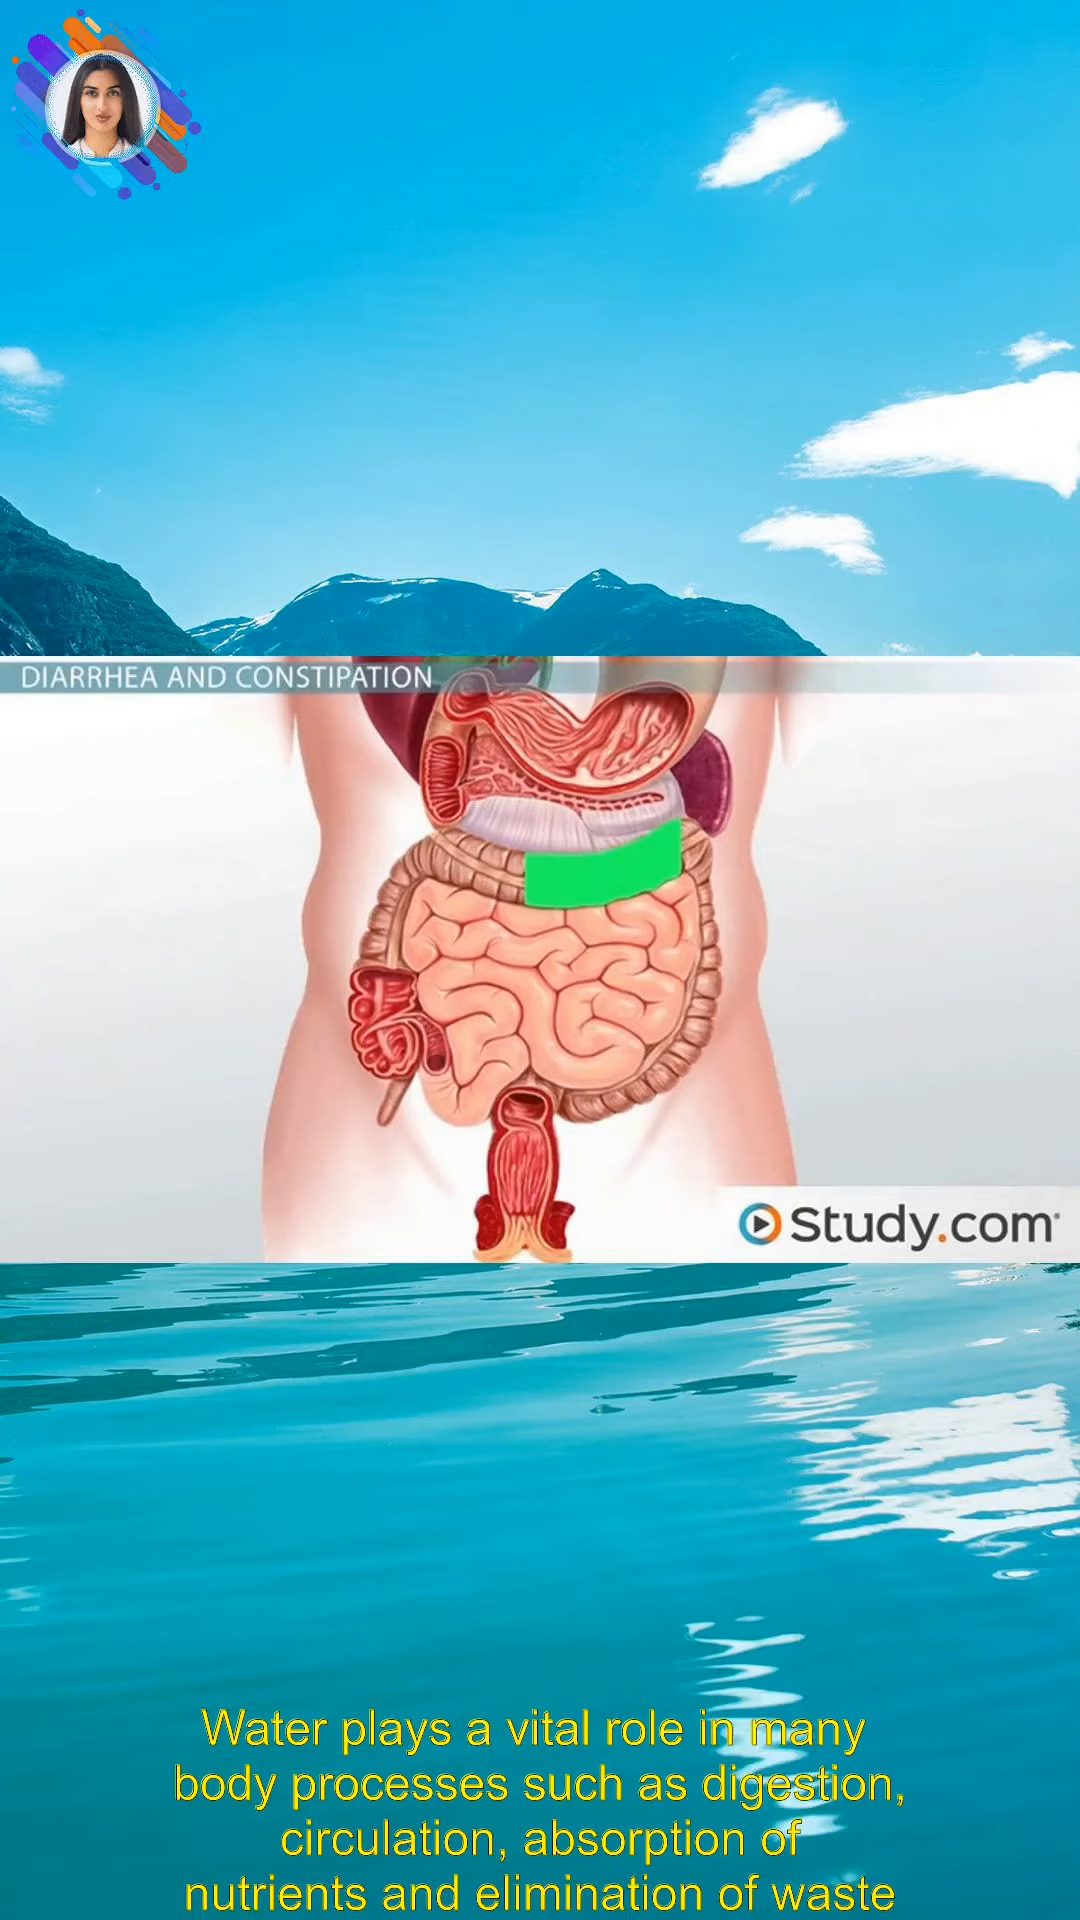 DIARRHEA AND CONSTIPATION
Study.com
Water plays a vital role in many
body processes such as digestion,
circulation, absorption of
nutrients and elimination of waste